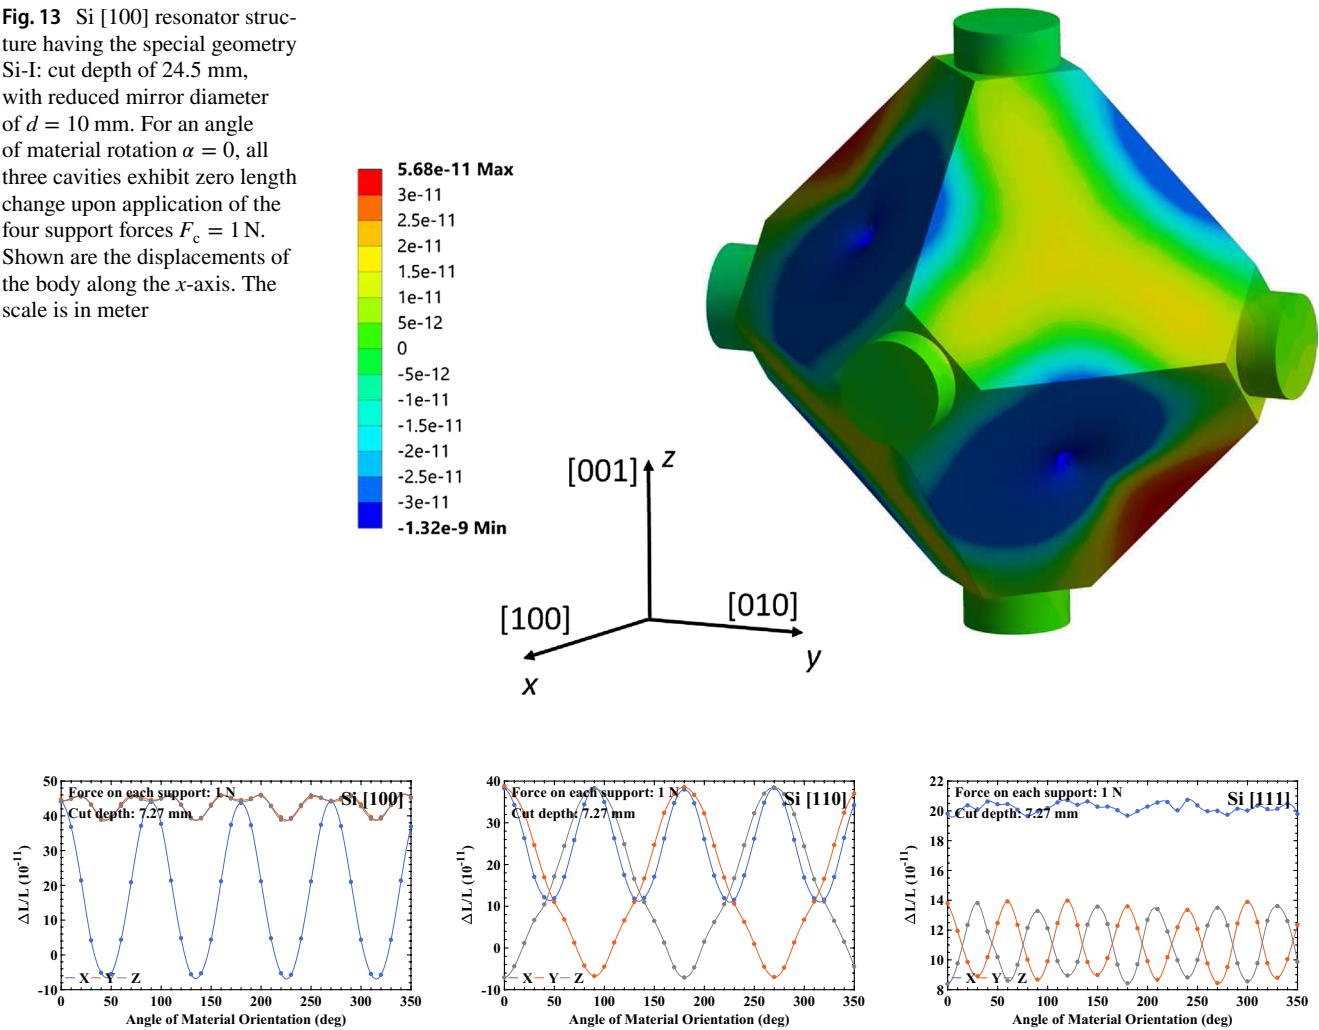 Fig. 13 Si [100] resonator struc-
ture having the special geometry
Si-I: cut depth of 24.5 mm,
with reduced mirror diameter
of d = 10 mm. For an angle
of material rotation α = 0, all
three cavities exhibit zero length
change upon application of the
four support forces F_c = 1 N.
Shown are the displacements of
the body along the x-axis. The
scale is in meter
5.68e-11 Max
3e-11
2.5e-11
2e-11
1.5e-11
1e-11
5e-12
0
-5e-12
-1e-11
-1.5e-11
-2e-11
-2.5e-11
-3e-11
-1.32e-9 Min
[001] z
[100]
[010]
x
y
Force on each support: 1 N
Si [100]
Cut depth: 7.27 mm
50
40
30
20
10
0
-10
ΔL/L (10⁻¹¹)
X Y Z
0 50 100 150 200 250 300 350
Angle of Material Orientation (deg)
Force on each support: 1 N
Si [110]
Cut depth: 7.27 mm
40
30
20
10
0
-10
ΔL/L (10⁻¹¹)
X Y Z
0 50 100 150 200 250 300 350
Angle of Material Orientation (deg)
Force on each support: 1 N
Si [111]
Cut depth: 7.27 mm
22
20
18
16
14
12
10
8
ΔL/L (10⁻¹¹)
X Y Z
0 50 100 150 200 250 300 350
Angle of Material Orientation (deg)